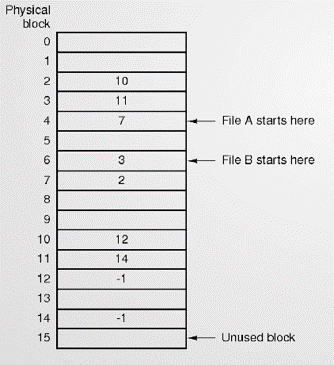 Physical
block
0
1
2 10
3 11
4 7 File A starts here
5
6 3 File B starts here
7 2
8
9
10 12
11 14
12 -1
13
14 -1
15 Unused block